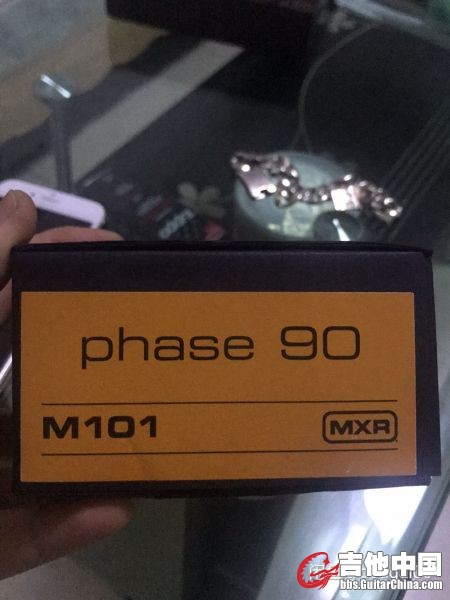 phase 90
M101
MXR
吉他中国
bbs.GuitarChina.com